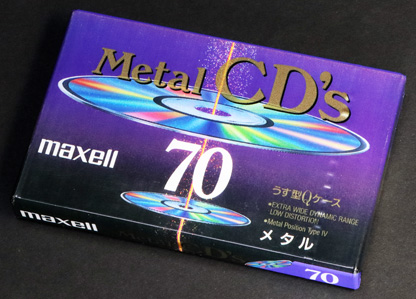 Metal CD's
maxell
70
うす型Qケース
•EXTRA WIDE DYNAMIC RANGE
LOW DISTORTION
•Metal Position Type IV
メタル
maxell
70